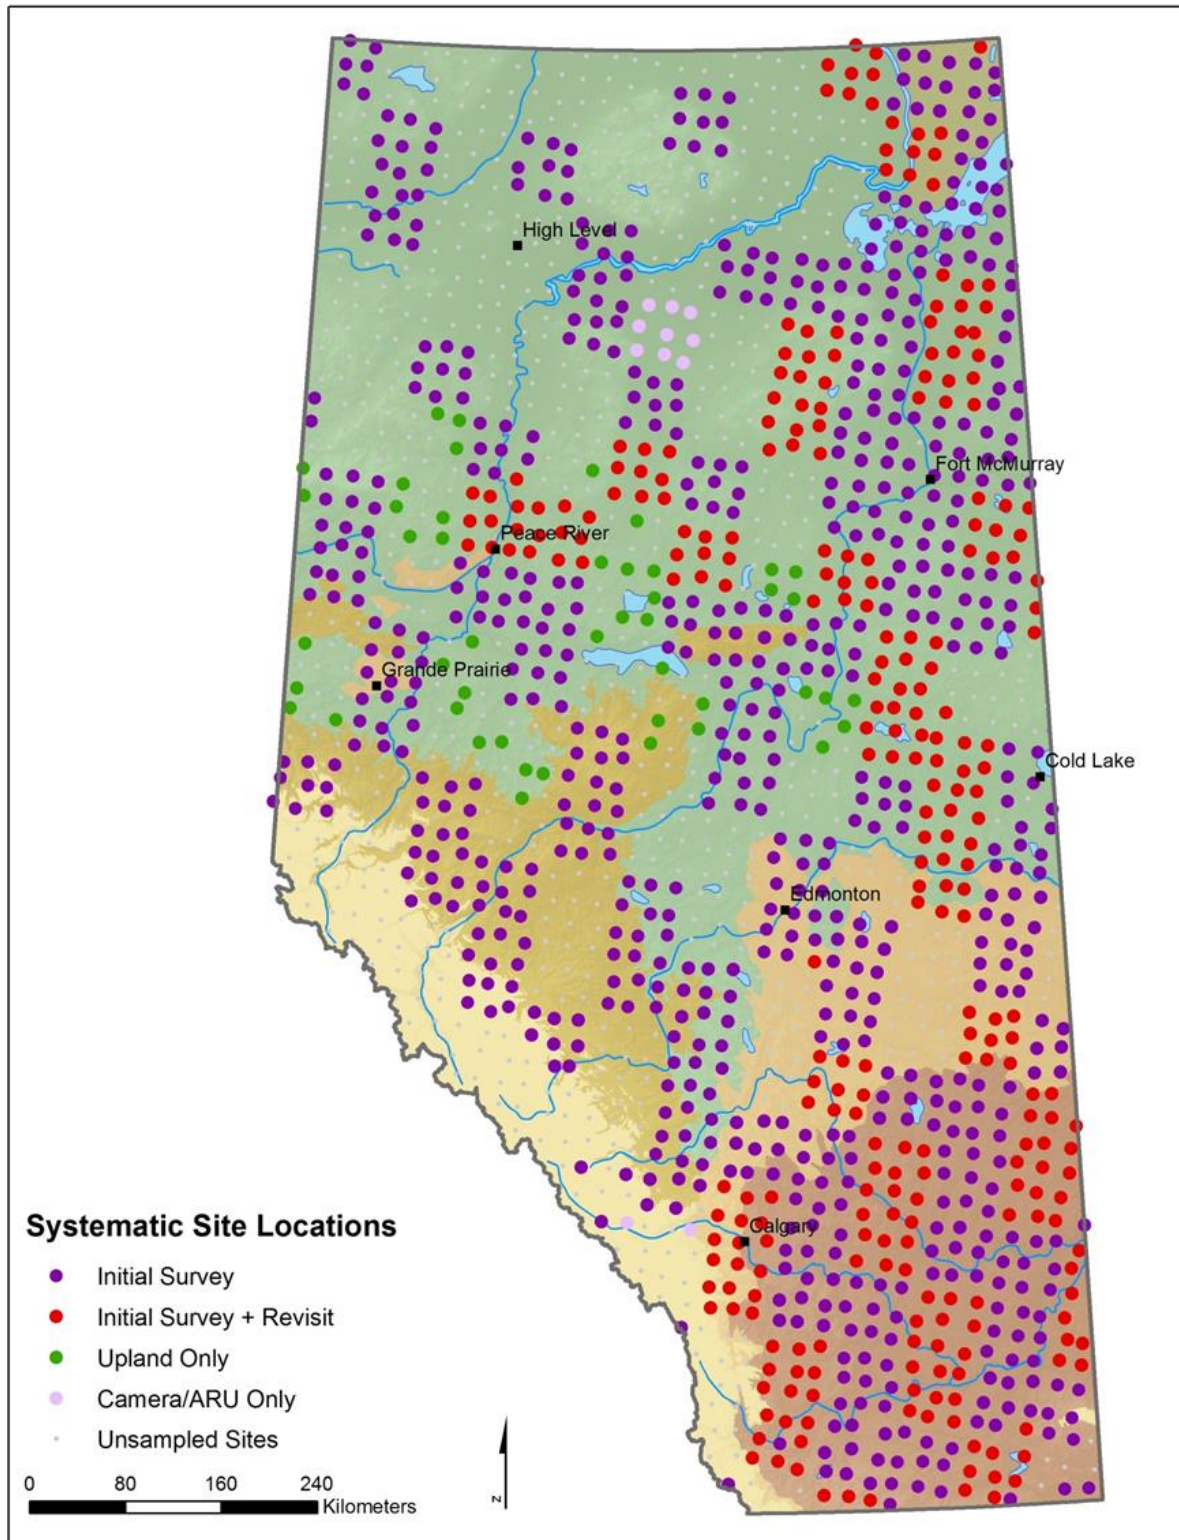 High Level
Fort McMurray
Peace River
Grande Prairie
Cold Lake
Edmonton
Calgary
Systematic Site Locations
Initial Survey
Initial Survey + Revisit
Upland Only
Camera/ARU Only
Unsampled Sites
0 80 160 240
Kilometers
N